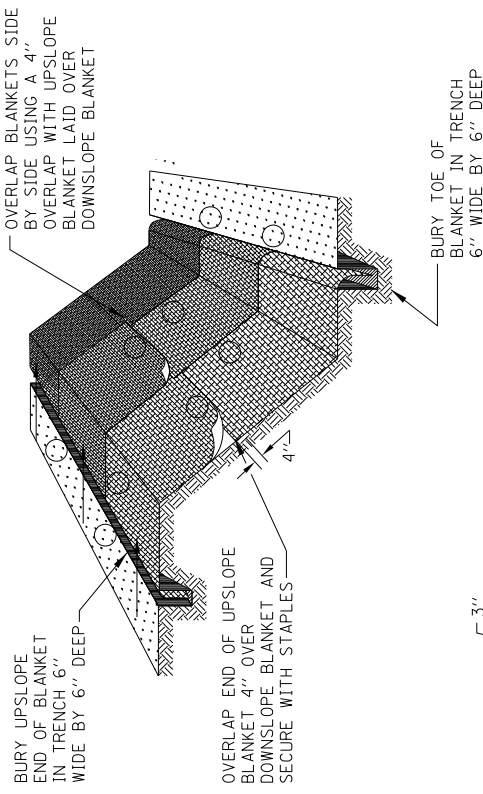 OVERLAP BLANKETS SIDE
BY SIDE USING A 4"
OVERLAP WITH UPSLOPE
BLANKET LAID OVER
DOWNSLOPE BLANKET
BURY TOE OF
BLANKET IN TRENCH
6" WIDE BY 6" DEEP
BURY UPSLOPE
END OF BLANKET
IN TRENCH 6"
WIDE BY 6" DEEP
4"
OVERLAP END OF UPSLOPE
BLANKET 4" OVER
DOWNSLOPE BLANKET AND
SECURE WITH STAPLES
3"